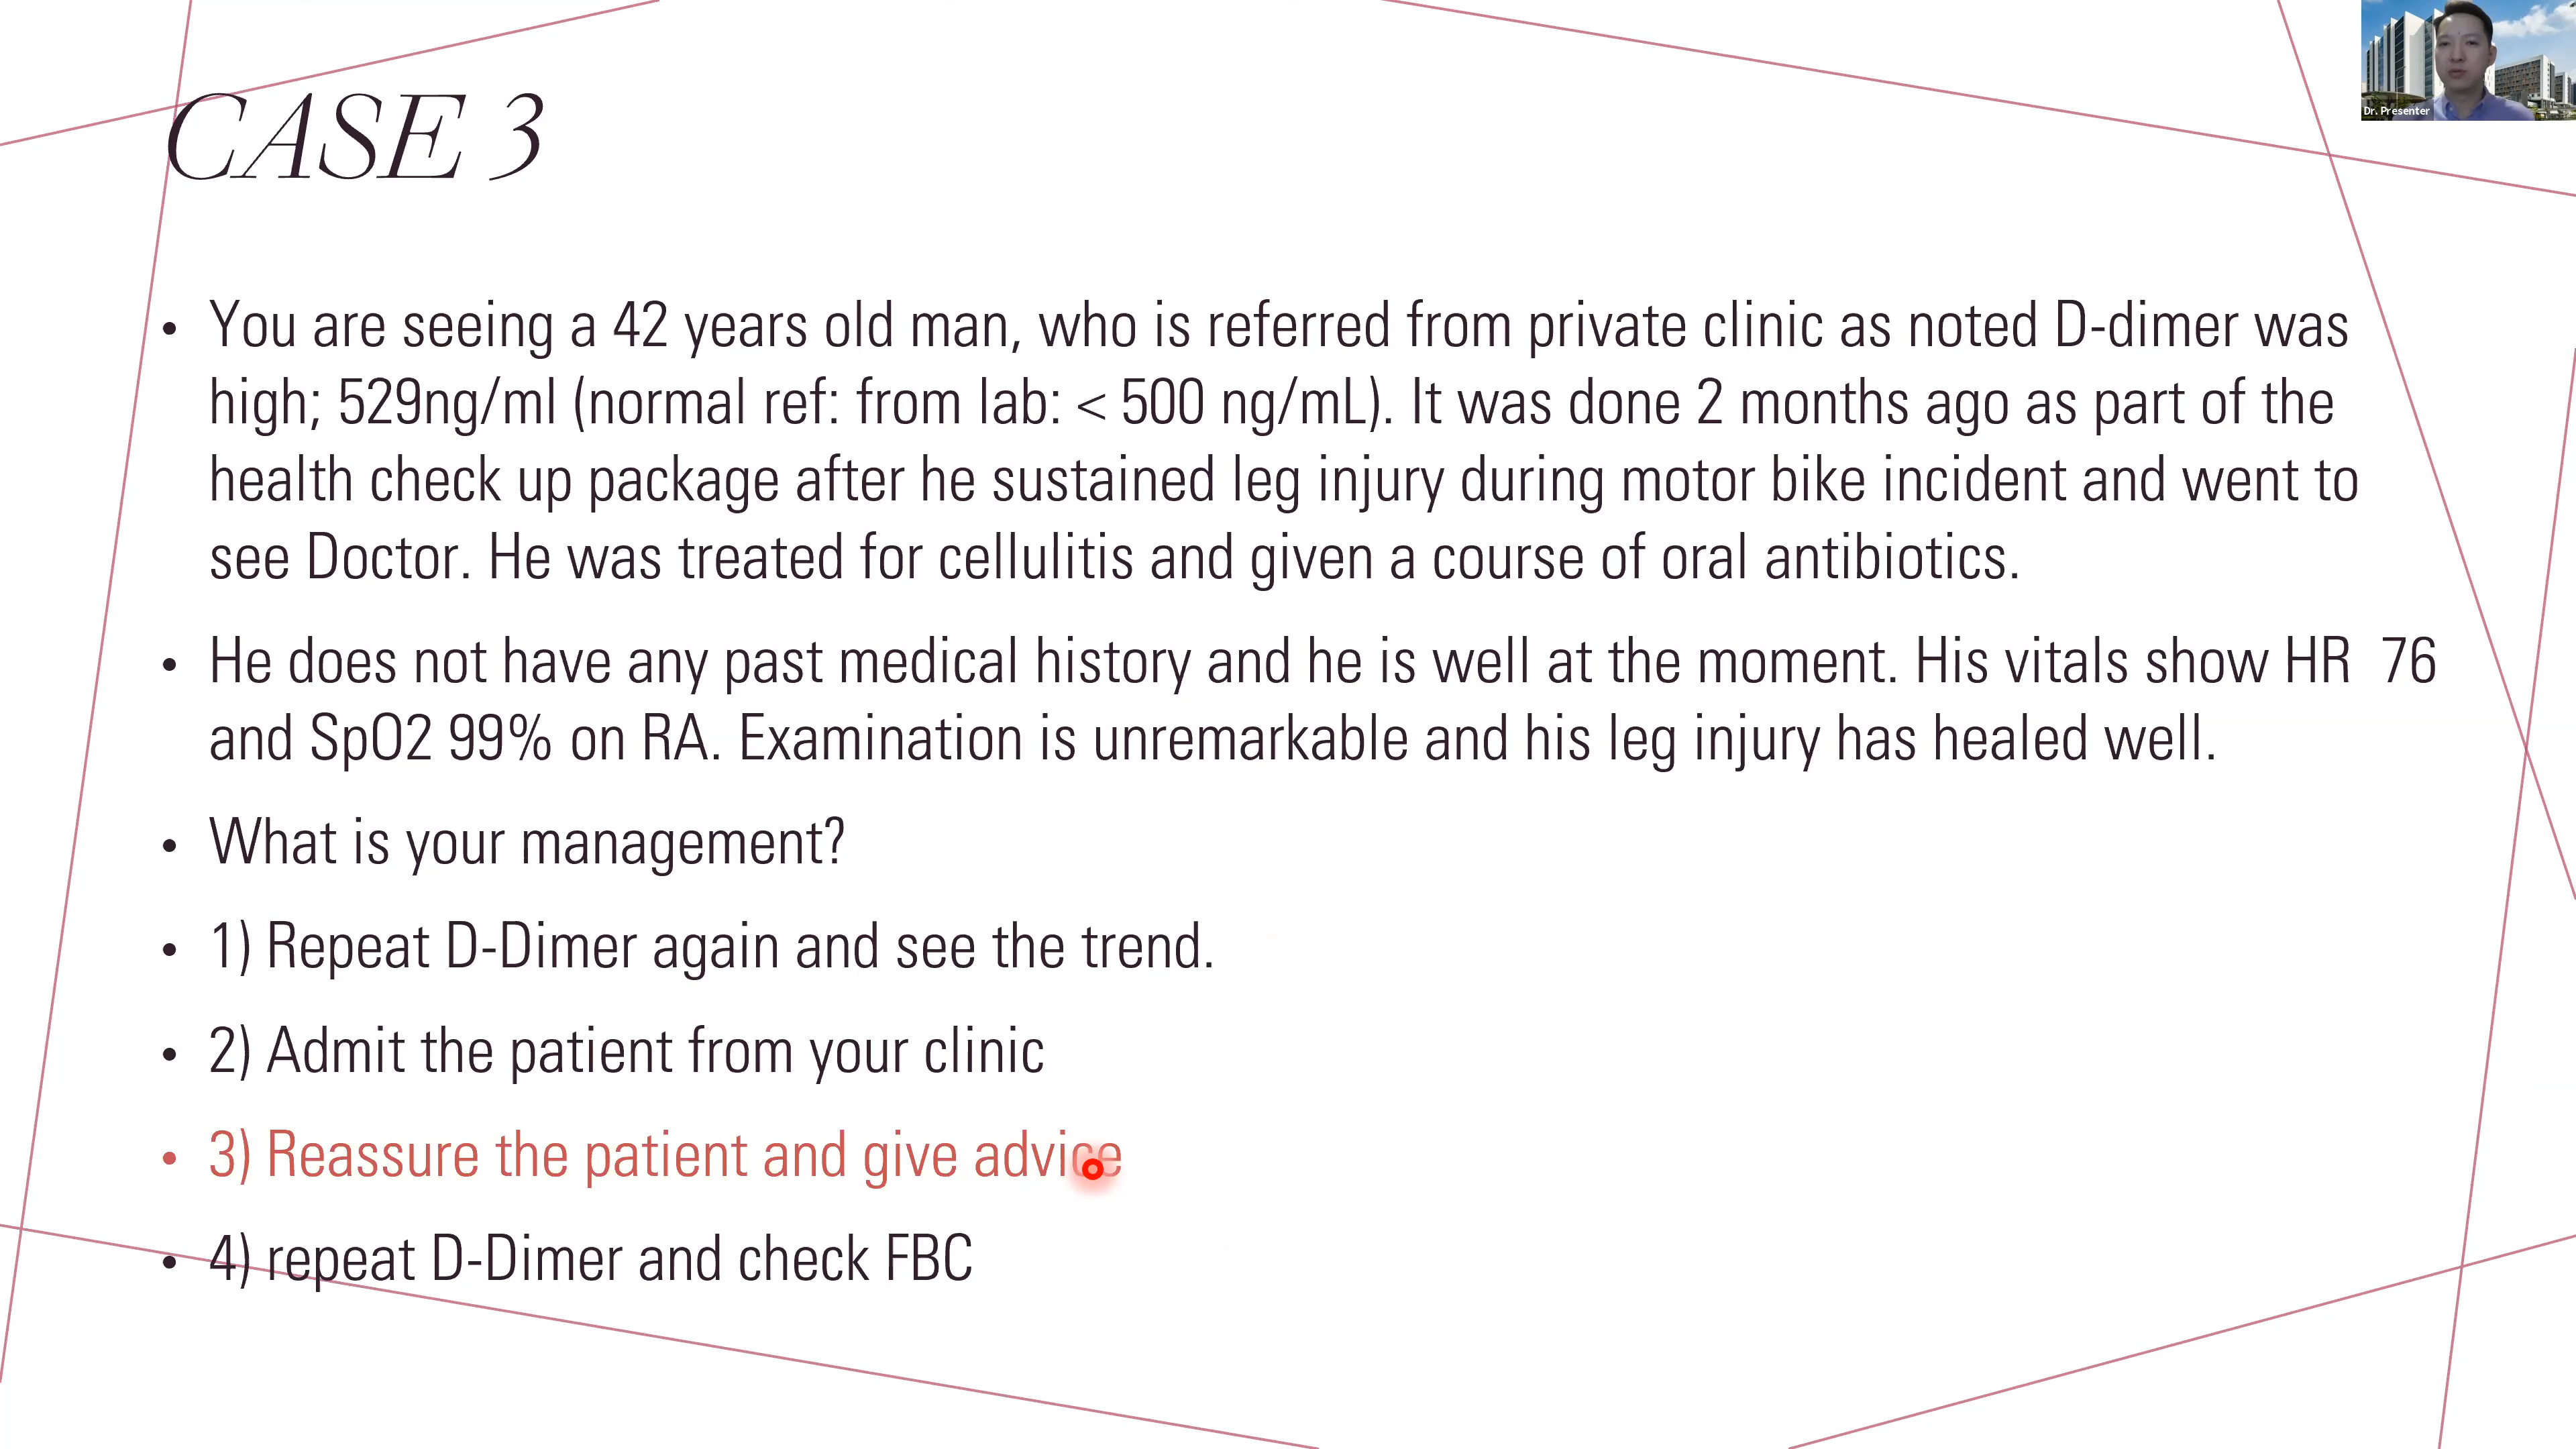 Dr. Presenter
CASE 3
• You are seeing a 42 years old man, who is referred from private clinic as noted D-dimer was
high; 529ng/ml (normal ref: from lab: < 500 ng/mL). It was done 2 months ago as part of the
health check up package after he sustained leg injury during motor bike incident and went to
see Doctor. He was treated for cellulitis and given a course of oral antibiotics.
• He does not have any past medical history and he is well at the moment. His vitals show HR 76
and SpO2 99% on RA. Examination is unremarkable and his leg injury has healed well.
• What is your management?
• 1) Repeat D-Dimer again and see the trend.
• 2) Admit the patient from your clinic
• 3) Reassure the patient and give advice
• 4) repeat D-Dimer and check FBC